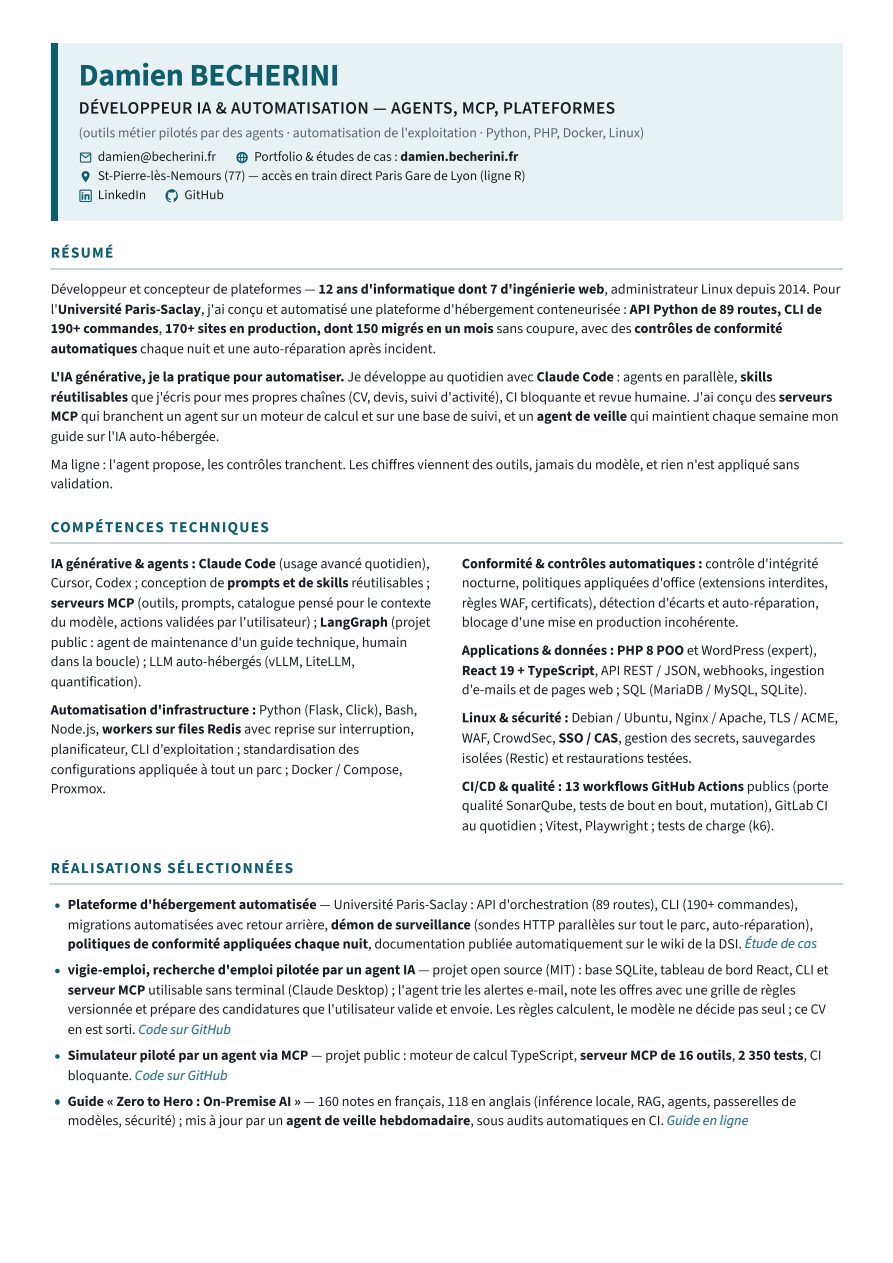 Damien BECHERINI
DÉVELOPPEUR IA & AUTOMATISATION — AGENTS, MCP, PLATEFORMES
(outils métier pilotés par des agents · automatisation de l'exploitation · Python, PHP, Docker, Linux)
damien@becherini.fr Portfolio & études de cas : damien.becherini.fr
St-Pierre-lès-Nemours (77) — accès en train direct Paris Gare de Lyon (ligne R)
LinkedIn GitHub
RÉSUMÉ
Développeur et concepteur de plateformes — 12 ans d'informatique dont 7 d'ingénierie web, administrateur Linux depuis 2014. Pour
l'Université Paris-Saclay, j'ai conçu et automatisé une plateforme d'hébergement conteneurisée : API Python de 89 routes, CLI de
190+ commandes, 170+ sites en production, dont 150 migrés en un mois sans coupure, avec des contrôles de conformité
automatiques chaque nuit et une auto-réparation après incident.
L'IA générative, je la pratique pour automatiser. Je développe au quotidien avec Claude Code : agents en parallèle, skills
réutilisables que j'écris pour mes propres chaînes (CV, devis, suivi d'activité), CI bloquante et revue humaine. J'ai conçu des serveurs
MCP qui branchent un agent sur un moteur de calcul et sur une base de suivi, et un agent de veille qui maintient chaque semaine mon
guide sur l'IA auto-hébergée.
Ma ligne : l'agent propose, les contrôles tranchent. Les chiffres viennent des outils, jamais du modèle, et rien n'est appliqué sans
validation.
COMPÉTENCES TECHNIQUES
IA générative & agents : Claude Code (usage avancé quotidien),
Cursor, Codex ; conception de prompts et de skills réutilisables ;
serveurs MCP (outils, prompts, catalogue pensé pour le contexte
du modèle, actions validées par l'utilisateur) ; LangGraph (projet
public : agent de maintenance d'un guide technique, humain
dans la boucle) ; LLM auto-hébergés (vLLM, LiteLLM,
quantification).
Automatisation d'infrastructure : Python (Flask, Click), Bash,
Node.js, workers sur files Redis avec reprise sur interruption,
planificateur, CLI d'exploitation ; standardisation des
configurations appliquée à tout un parc ; Docker / Compose,
Proxmox.
Conformité & contrôles automatiques : contrôle d'intégrité
nocturne, politiques appliquées d'office (extensions interdites,
règles WAF, certificats), détection d'écarts et auto-réparation,
blocage d'une mise en production incohérente.
Applications & données : PHP 8 POO et WordPress (expert),
React 19 + TypeScript, API REST / JSON, webhooks, ingestion
d'e-mails et de pages web ; SQL (MariaDB / MySQL, SQLite).
Linux & sécurité : Debian / Ubuntu, Nginx / Apache, TLS / ACME,
WAF, CrowdSec, SSO / CAS, gestion des secrets, sauvegardes
isolées (Restic) et restaurations testées.
CI/CD & qualité : 13 workflows GitHub Actions publics (porte
qualité SonarQube, tests de bout en bout, mutation), GitLab CI
au quotidien ; Vitest, Playwright ; tests de charge (k6).
RÉALISATIONS SÉLECTIONNÉES
• Plateforme d'hébergement automatisée — Université Paris-Saclay : API d'orchestration (89 routes), CLI (190+ commandes),
migrations automatisées avec retour arrière, démon de surveillance (sondes HTTP parallèles sur tout le parc, auto-réparation),
politiques de conformité appliquées chaque nuit, documentation publiée automatiquement sur le wiki de la DSI. Étude de cas
• vigie-emploi, recherche d'emploi pilotée par un agent IA — projet open source (MIT) : base SQLite, tableau de bord React, CLI et
serveur MCP utilisable sans terminal (Claude Desktop) ; l'agent trie les alertes e-mail, note les offres avec une grille de règles
versionnée et prépare des candidatures que l'utilisateur valide et envoie. Les règles calculent, le modèle ne décide pas seul ; ce CV
en est sorti. Code sur GitHub
• Simulateur piloté par un agent via MCP — projet public : moteur de calcul TypeScript, serveur MCP de 16 outils, 2 350 tests, CI
bloquante. Code sur GitHub
• Guide « Zero to Hero : On-Premise AI » — 160 notes en français, 118 en anglais (inférence locale, RAG, agents, passerelles de
modèles, sécurité) ; mis à jour par un agent de veille hebdomadaire, sous audits automatiques en CI. Guide en ligne